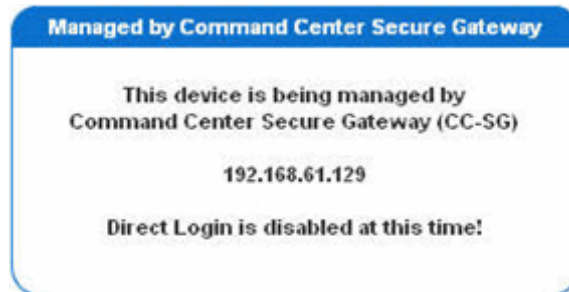 Managed by Command Center Secure Gateway
This device is being managed by
Command Center Secure Gateway (CC-SG)
192.168.61.129
Direct Login is disabled at this time!